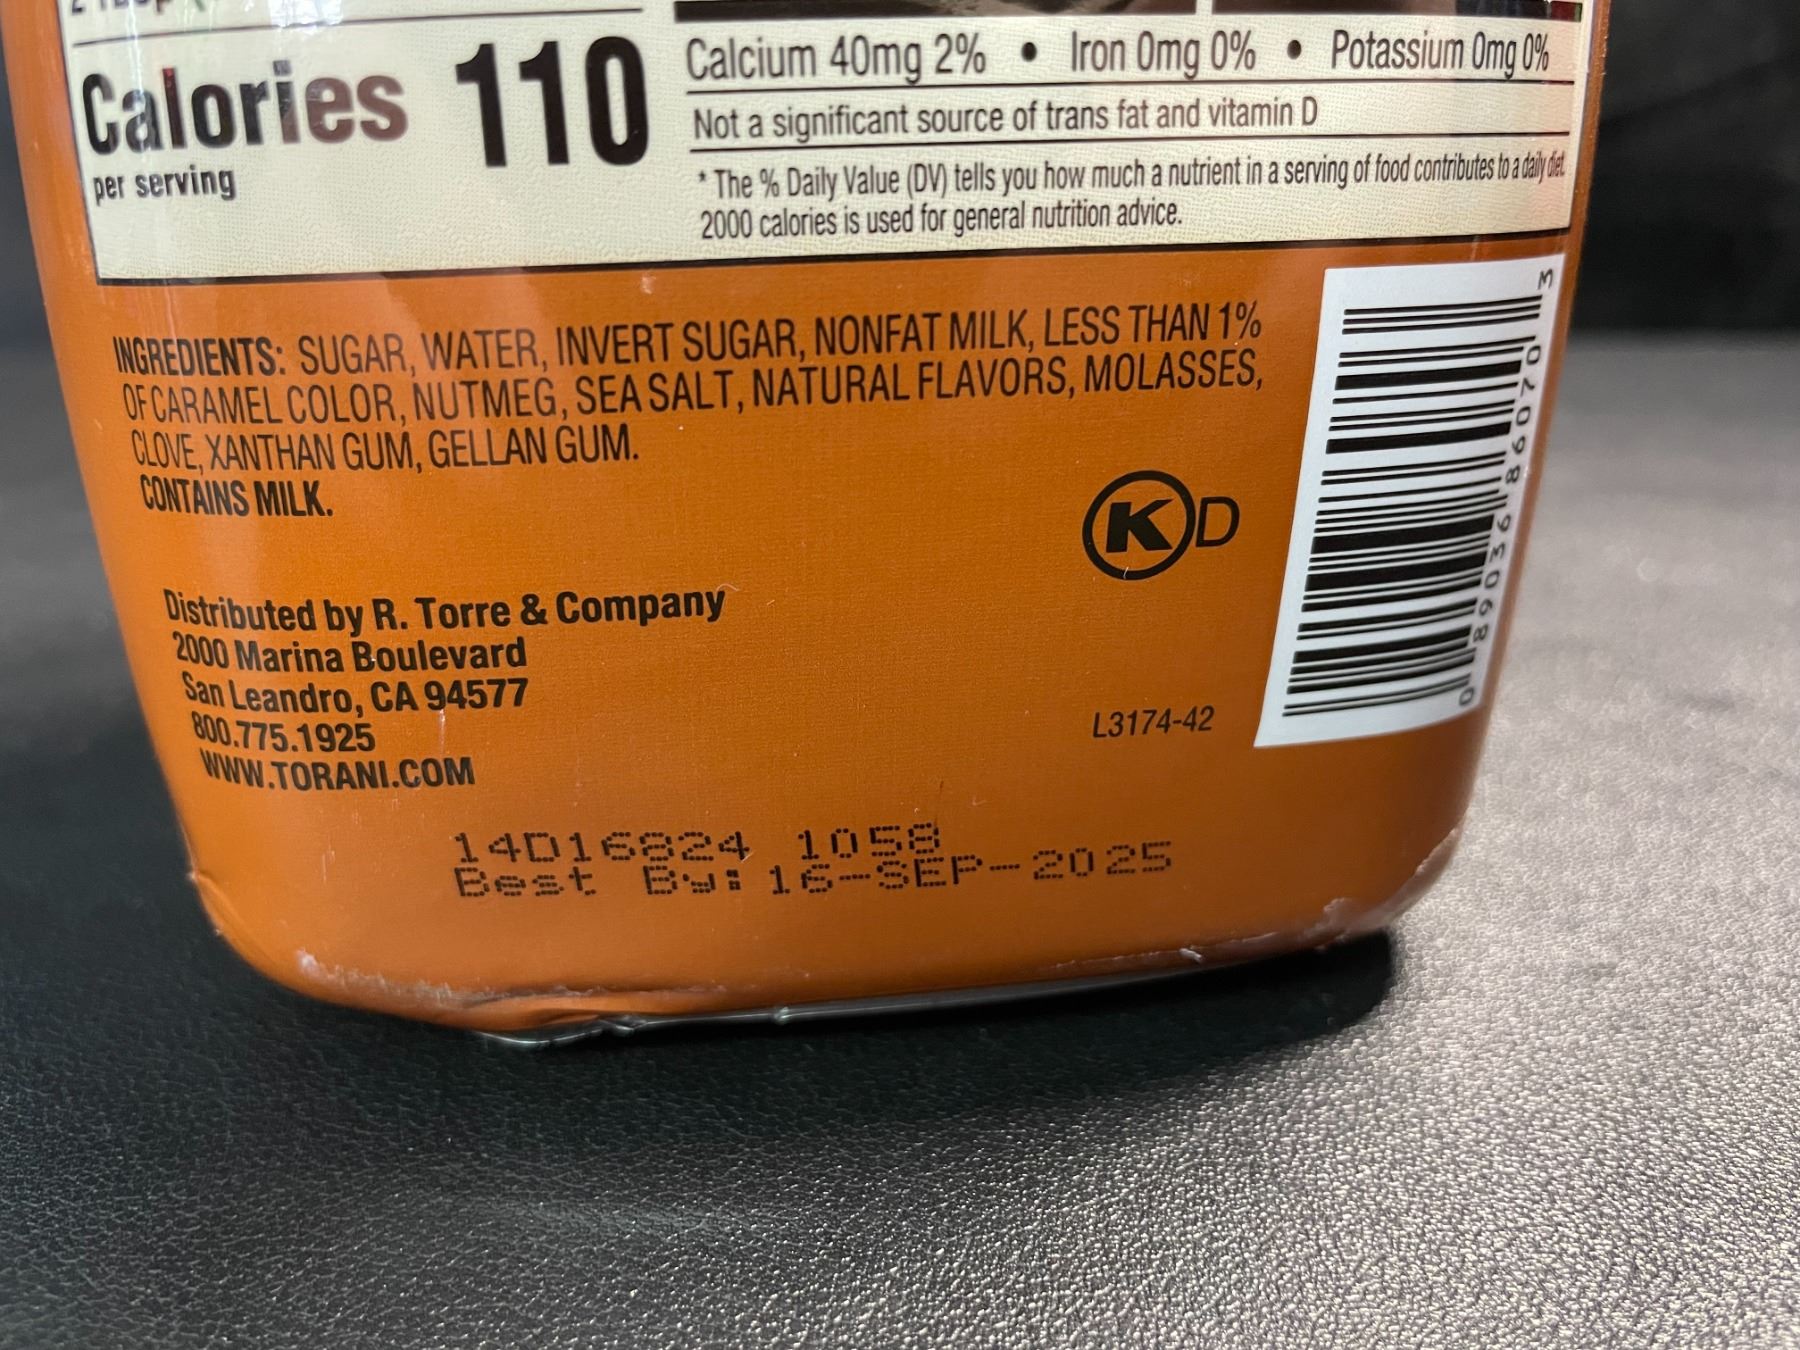 Calories 110
per serving
Calcium 40mg 2% • Iron 0mg 0% • Potassium 0mg 0%
Not a significant source of trans fat and vitamin D
* The % Daily Value (DV) tells you how much a nutrient in a serving of food contributes to a daily diet.
2000 calories is used for general nutrition advice.
INGREDIENTS: SUGAR, WATER, INVERT SUGAR, NONFAT MILK, LESS THAN 1%
OF CARAMEL COLOR, NUTMEG, SEA SALT, NATURAL FLAVORS, MOLASSES,
CLOVE, XANTHAN GUM, GELLAN GUM.
CONTAINS MILK.
K D
Distributed by R. Torre & Company
2000 Marina Boulevard
San Leandro, CA 94577
800.775.1925
WWW.TORANI.COM
L3174-42
0 89036 86070 3
14D16824 1058
Best By: 16-SEP-2025